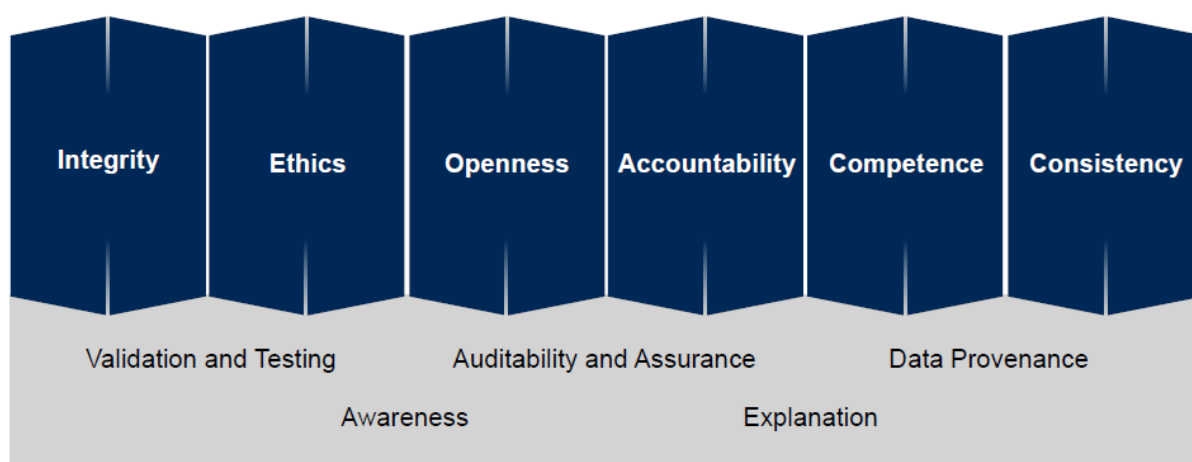 Integrity
Ethics
Openness
Accountability
Competence
Consistency
Validation and Testing
Auditability and Assurance
Data Provenance
Awareness
Explanation